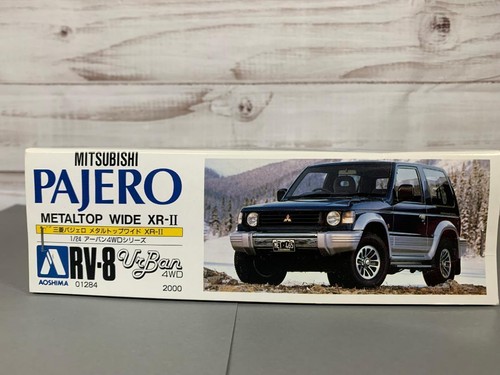 MITSUBISHI
PAJERO
METALTOP WIDE XR-II
三菱パジェロ メタルトップワイド XR-II
1/24 アーバン4WDシリーズ
RV-8 UrBan
4WD
AOSHIMA 01284 2000